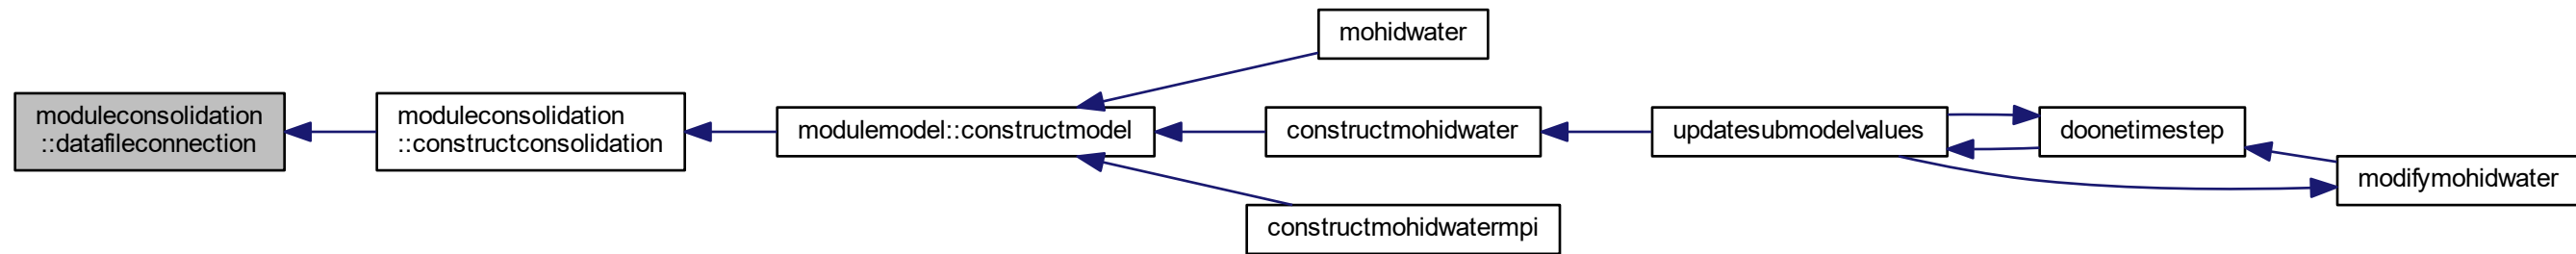 moduleconsolidation
::datafileconnection
moduleconsolidation
::constructconsolidation
modulemodel::constructmodel
mohidwater
constructmohidwater
constructmohidwatermpi
updatesubmodelvalues
doonetimestep
modifymohidwater